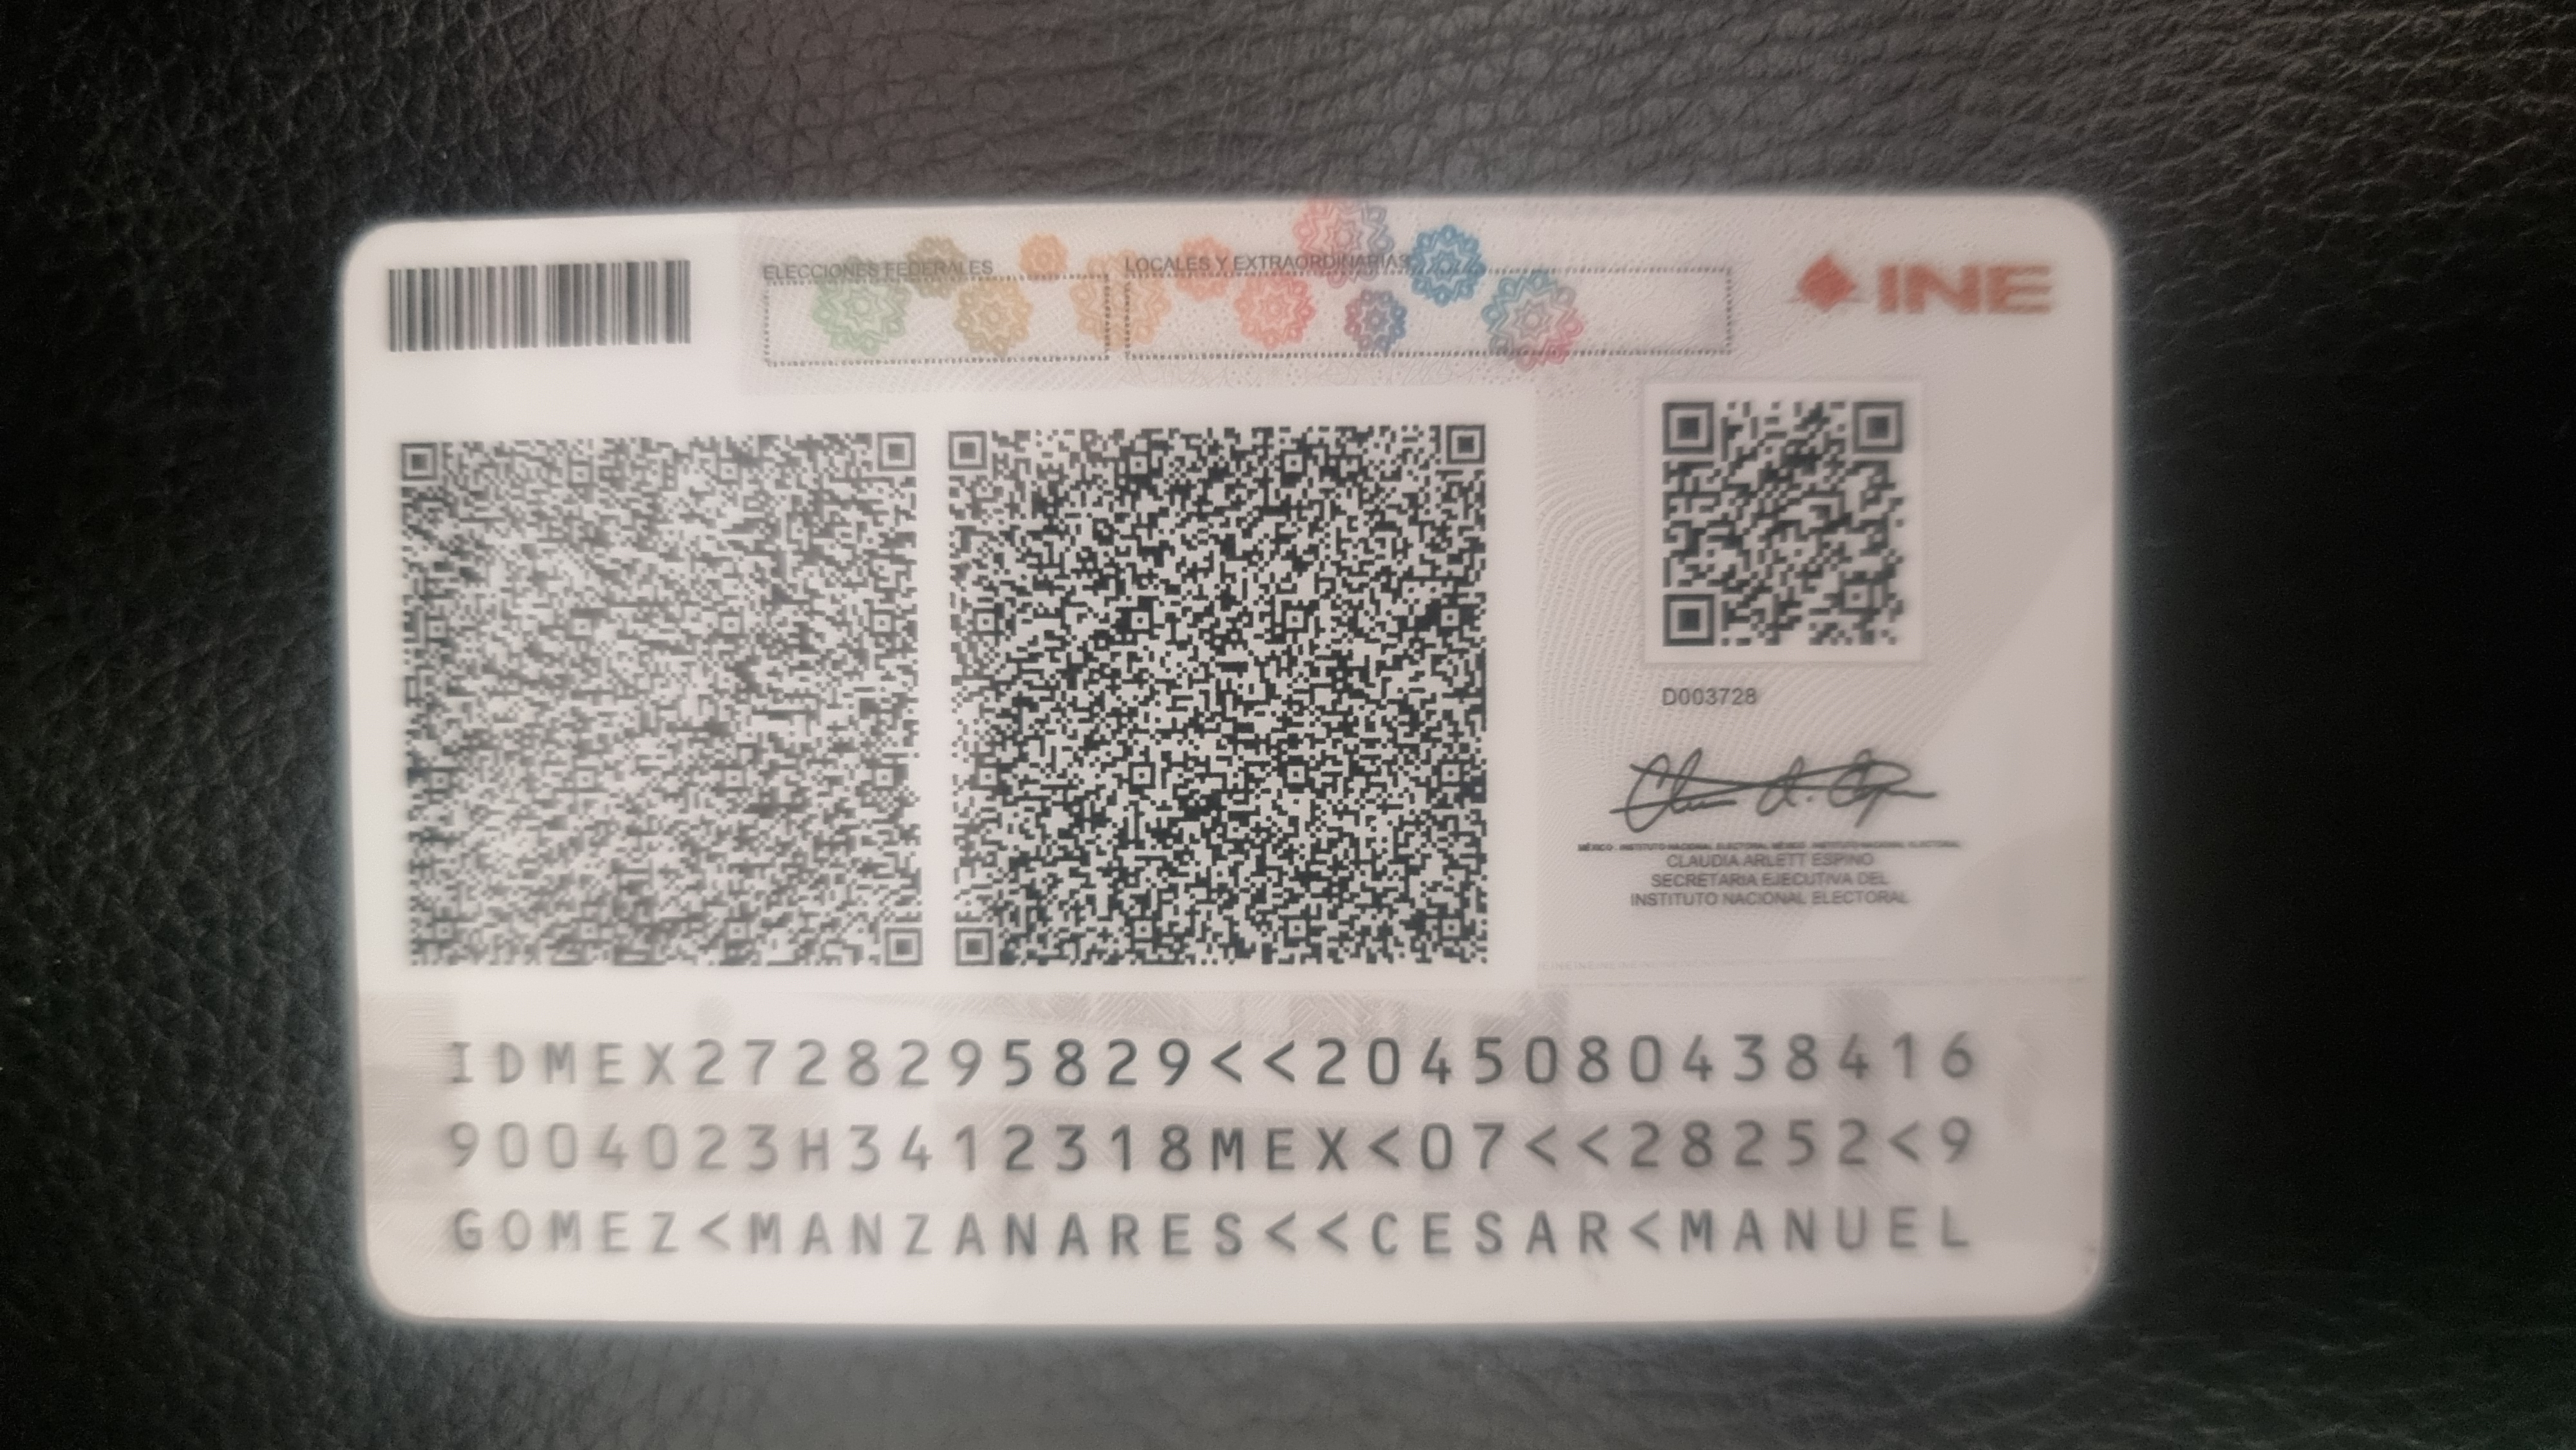 ELECCIONES FEDERALES
LOCALES Y EXTRAORDINARIAS
INE
D003728
CLAUDIA ARLETT ESPINO
SECRETARIA EJECUTIVA DEL
INSTITUTO NACIONAL ELECTORAL
IDMEX2728295829<<2045080438416
9004023H3412318MEX<07<<28252<9
GOMEZ<MANZANARES<<CESAR<MANUEL